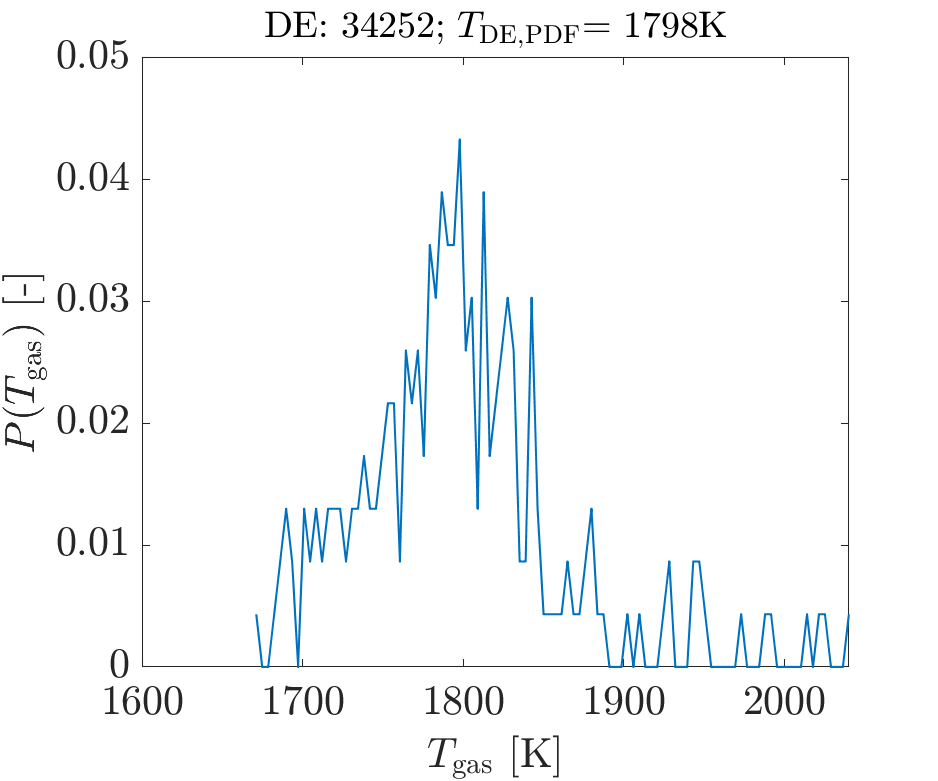 DE: 34252; T_DE,PDF= 1798K
0.05
0.04
0.03
0.02
0.01
0
P(T_gas) [-]
1600 1700 1800 1900 2000
T_gas [K]